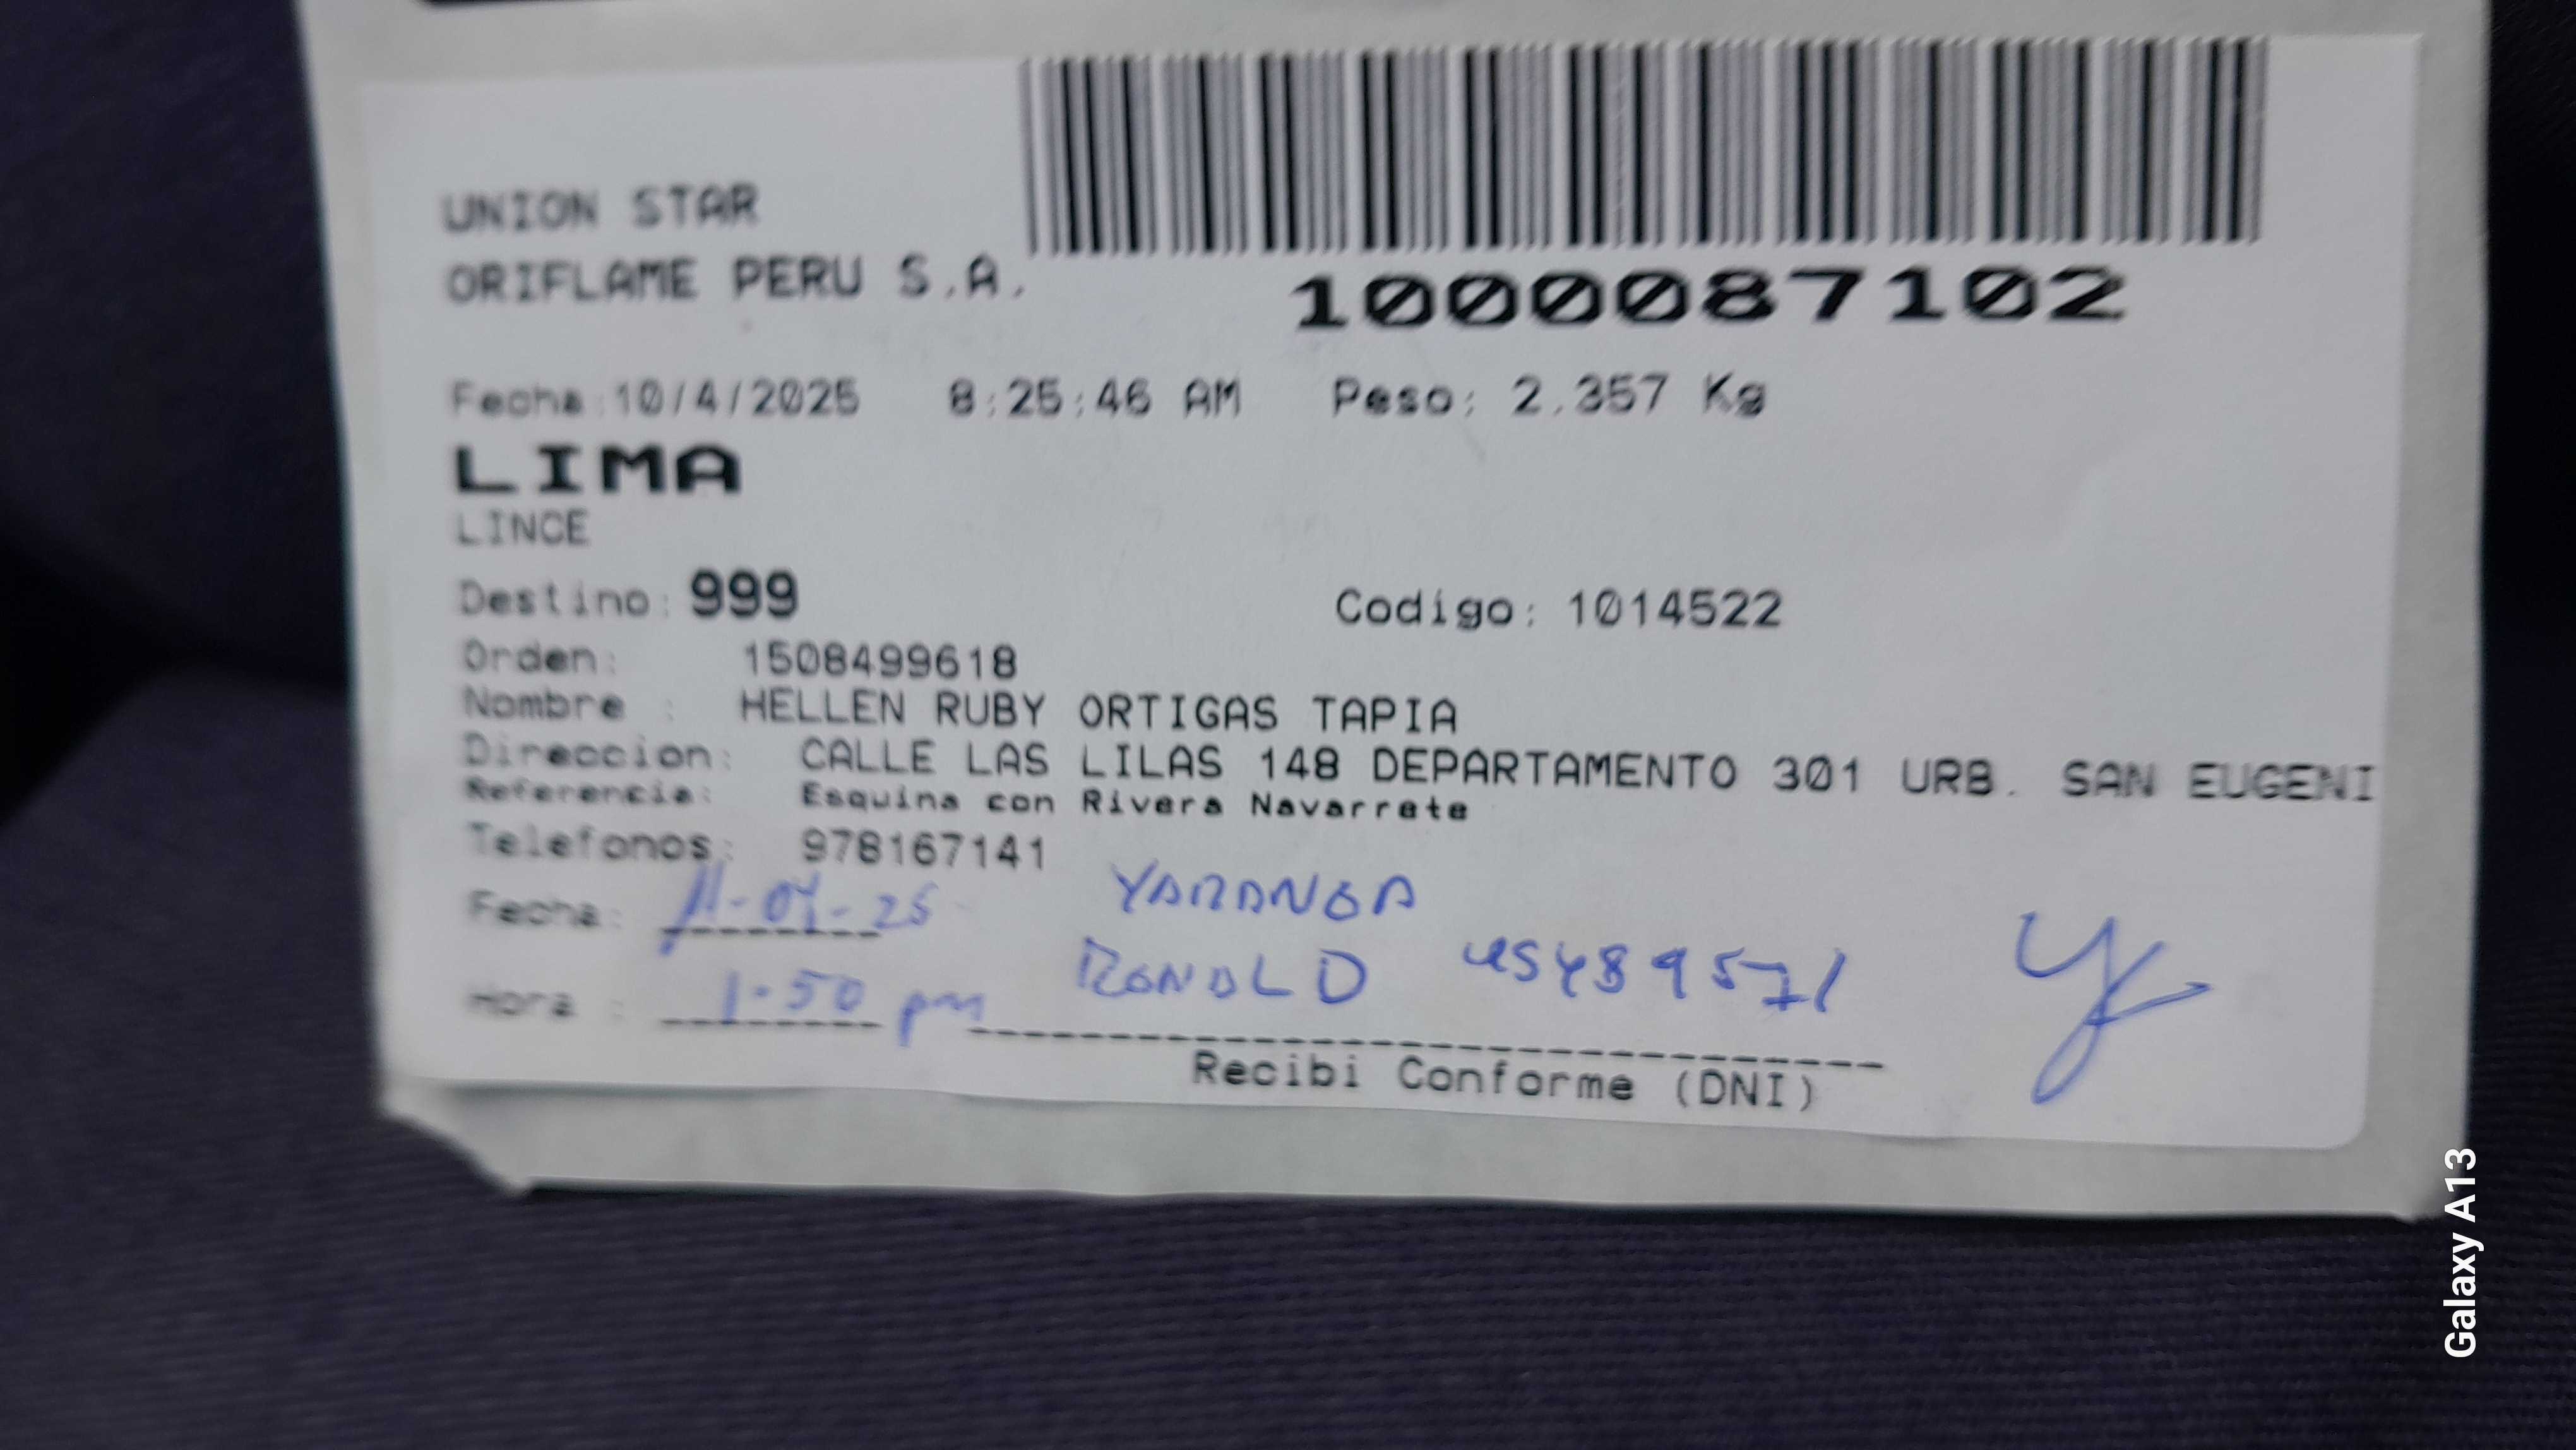 UNION STAR
ORIFLAME PERU S.A.
1000087102
Fecha:10/4/2025 8:25:46 AM Peso: 2.357 Kg
LIMA
LINCE
Destino: 999 Codigo: 1014522
Orden: 1508499618
Nombre : HELLEN RUBY ORTIGAS TAPIA
Direccion: CALLE LAS LILAS 148 DEPARTAMENTO 301 URB. SAN EUGENI
Referencia: Esquina con Rivera Navarrete
Telefonos: 978167141
Fecha: 11-04-25 YARANGA
Hora : 1-50 pm RONALD 45489571
Recibi Conforme (DNI)
Galaxy A13